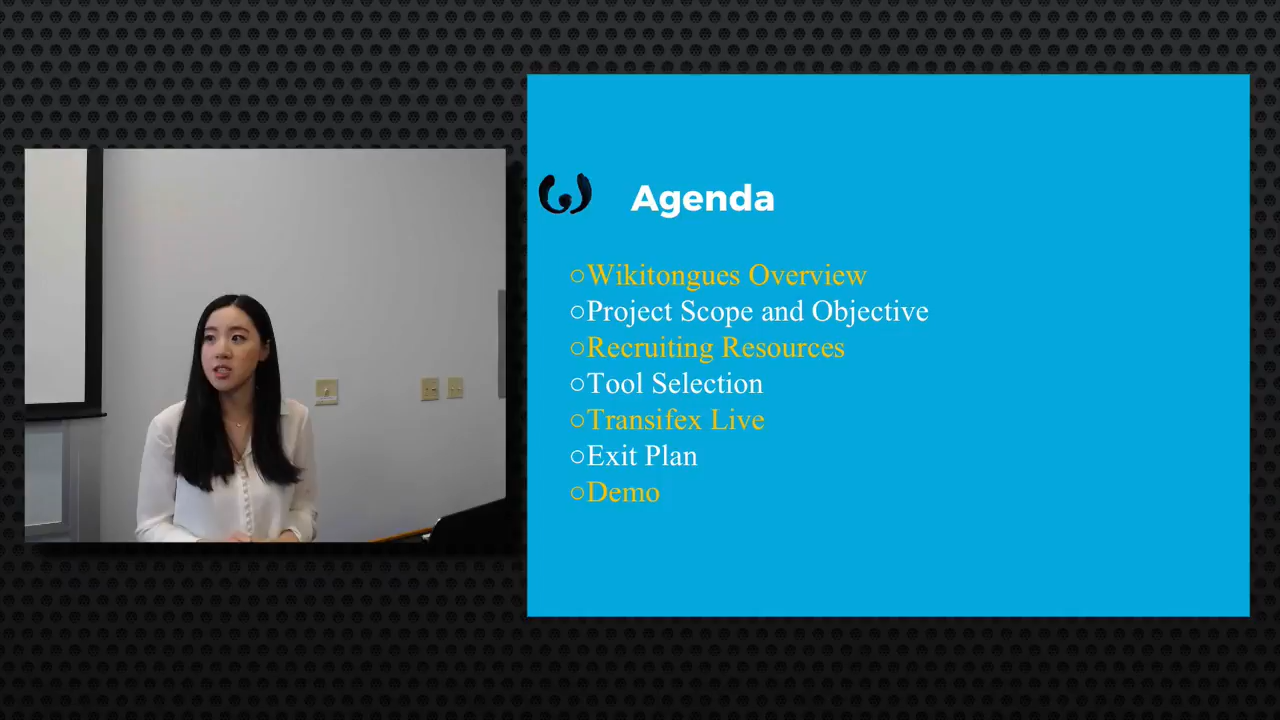 Agenda
○Wikitongues Overview
○Project Scope and Objective
○Recruiting Resources
○Tool Selection
○Transifex Live
○Exit Plan
○Demo